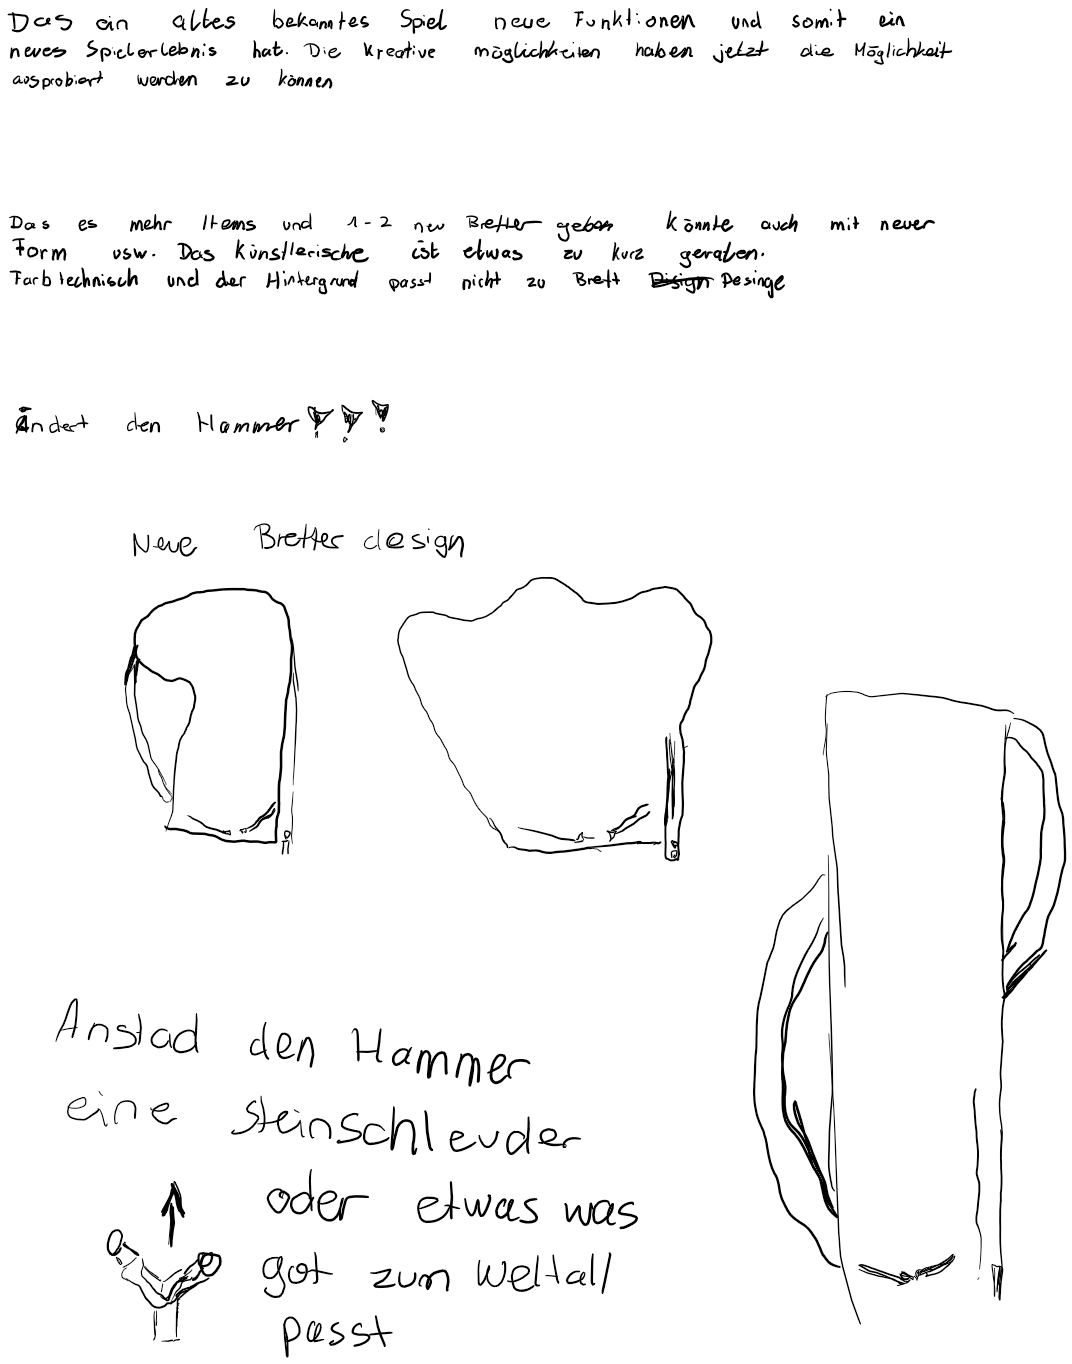 Das ein altes bekanntes Spiel neue Funktionen und somit ein
neues Spielerlebnis hat. Die Kreative möglichkeiten haben jetzt die Möglichkeit
ausprobiert werden zu können
Das es mehr Items und 1-2 neu Bretter geben könnte auch mit neuer
Form usw. Das Künstlerische ist etwas zu kurz geraten.
Farbtechnisch und der Hintergrund passt nicht zu Brett Desinge
Ändert den Hammer!!!
Neue Bretter design
Anstad den Hammer
eine steinschleuder
oder etwas was
got zum Weltall
passt